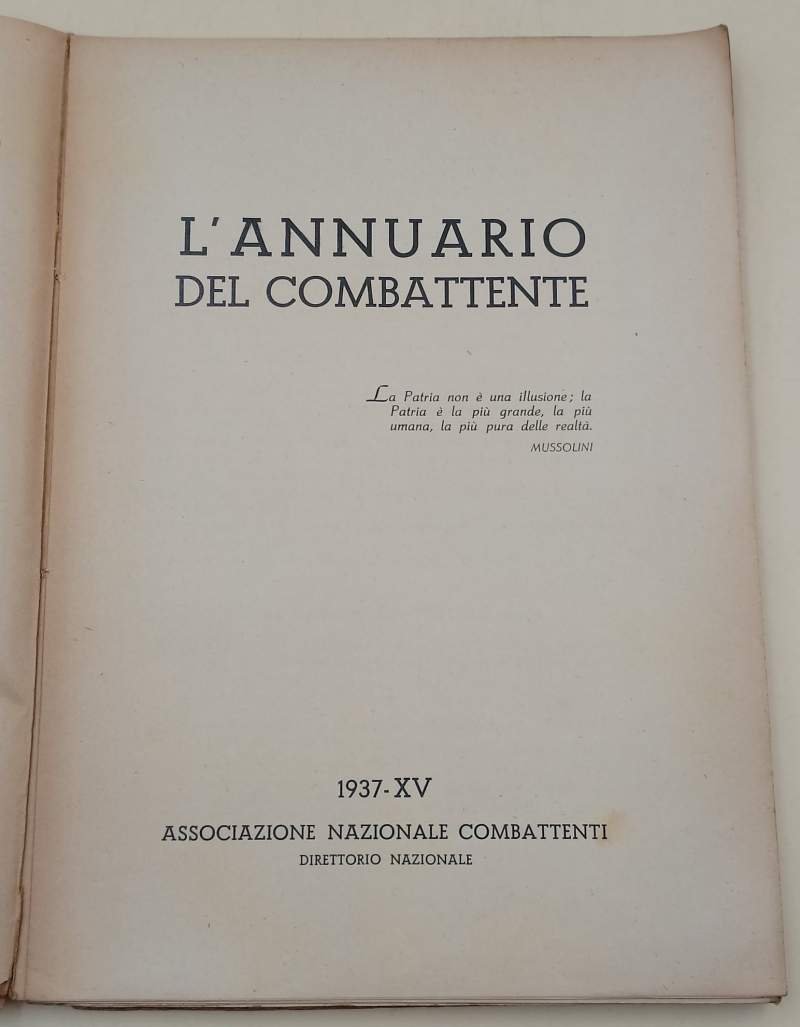 L'ANNUARIO
DEL COMBATTENTE
La Patria non è una illusione; la
Patria è la più grande, la più
umana, la più pura delle realtà.
MUSSOLINI
1937-XV
ASSOCIAZIONE NAZIONALE COMBATTENTI
DIRETTORIO NAZIONALE